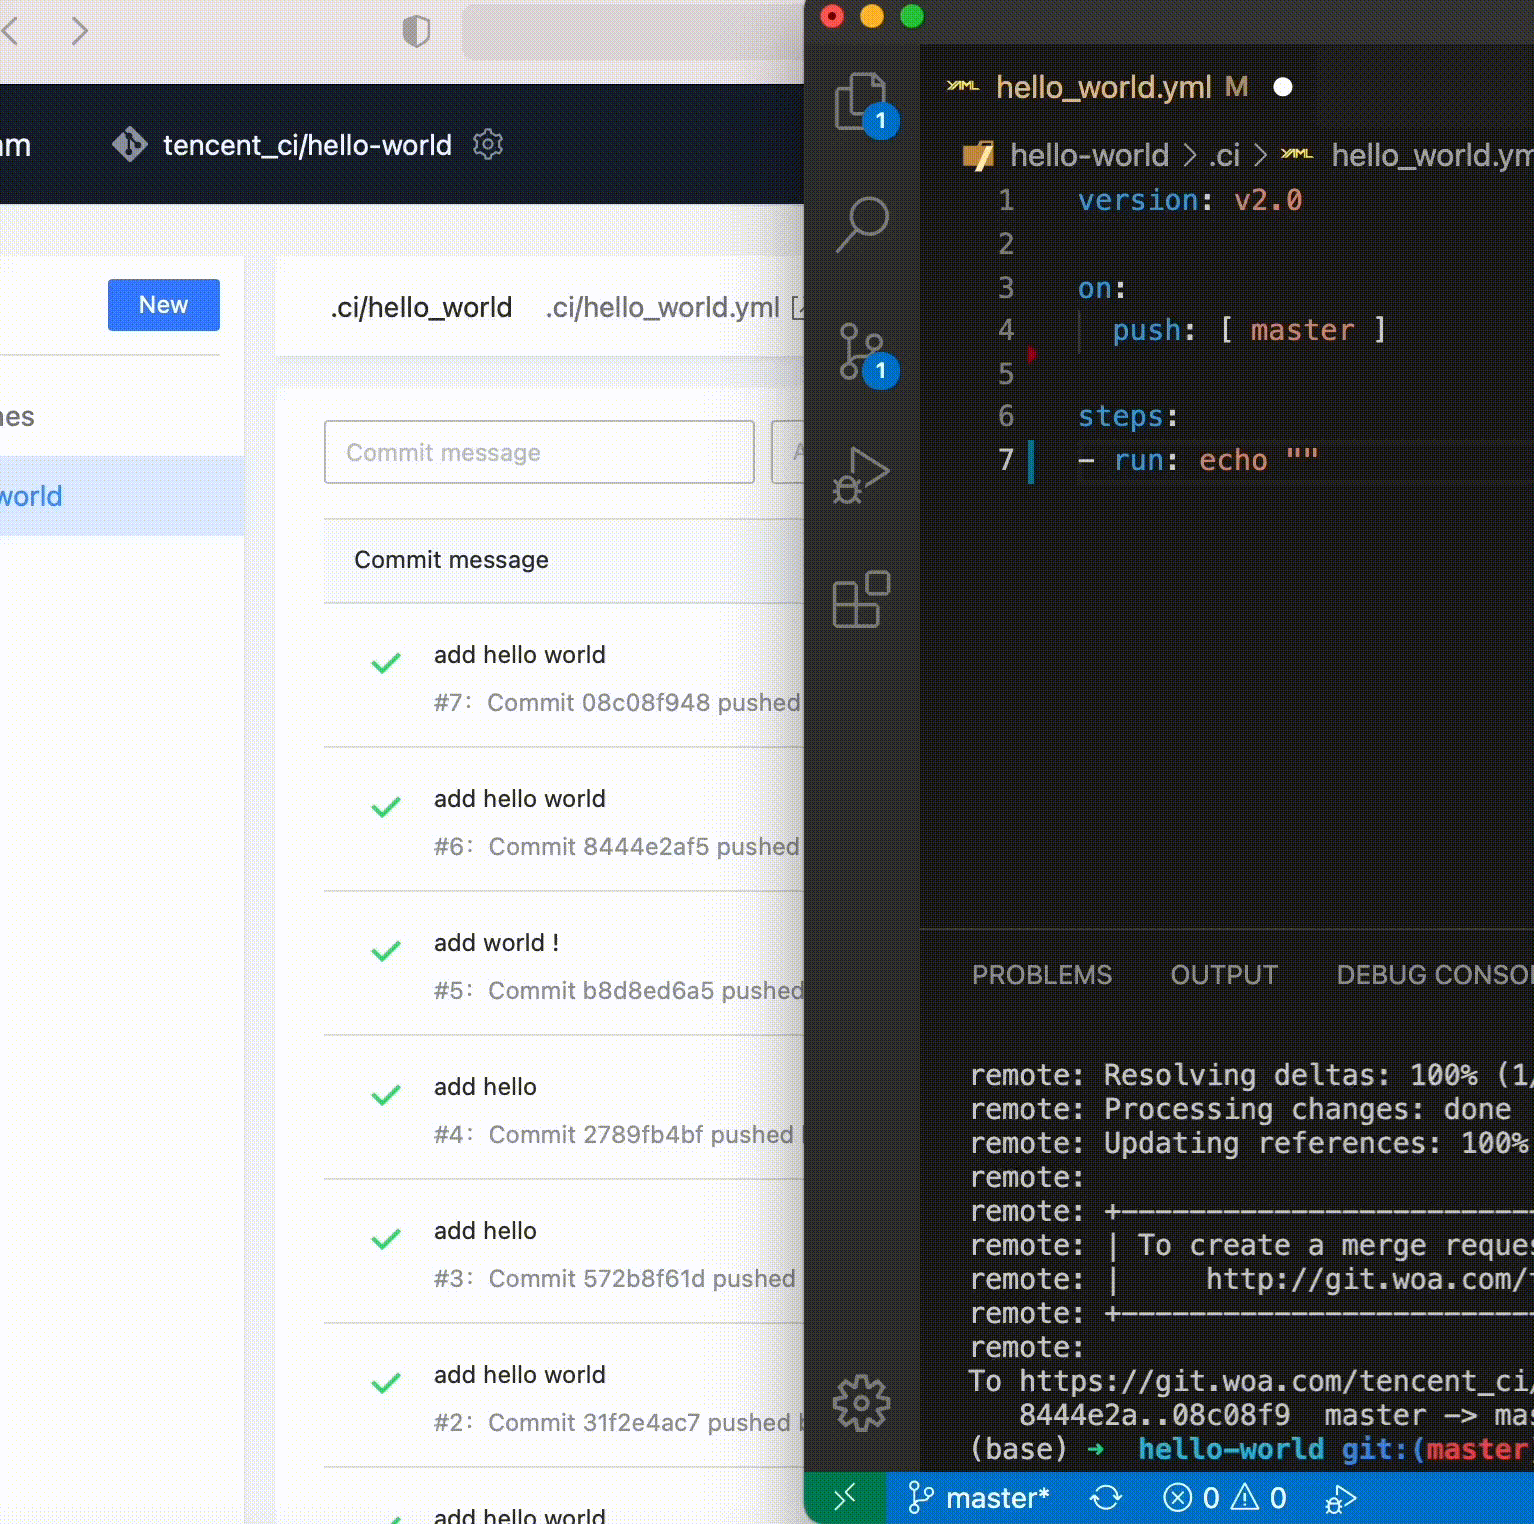 tencent_ci/hello-world
New
world
.ci/hello_world .ci/hello_world.yml
Commit message
Commit message
add hello world
#7: Commit 08c08f948 pushed
add hello world
#6: Commit 8444e2af5 pushed
add world !
#5: Commit b8d8ed6a5 pushed
add hello
#4: Commit 2789fb4bf pushed
add hello
#3: Commit 572b8f61d pushed
add hello world
#2: Commit 31f2e4ac7 pushed
add hello world
1
1
YAML hello_world.yml M
hello-world > .ci > YAML hello_world.ym
1 version: v2.0
2
3 on:
4 push: [ master ]
5
6 steps:
7 - run: echo ""
PROBLEMS OUTPUT DEBUG CONSO
remote: Resolving deltas: 100% (1/
remote: Processing changes: done
remote: Updating references: 100%
remote:
remote: +-------------------------
remote: | To create a merge reques
remote: | http://git.woa.com/t
remote: +-------------------------
remote:
To https://git.woa.com/tencent_ci/
8444e2a..08c08f9 master -> mas
(base) ➜ hello-world git:(master
master* 0 0